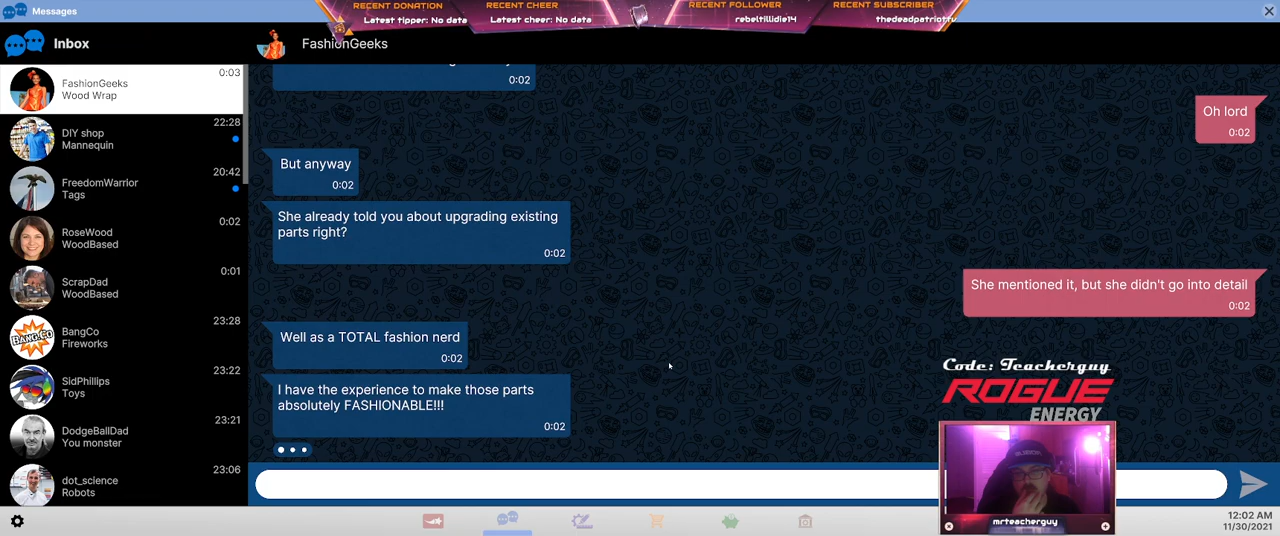 Messages
RECENT DONATION
Latest tipper: No data
RECENT CHEER
Latest cheer: No data
RECENT FOLLOWER
rebeltillidie14
RECENT SUBSCRIBER
thedeadpatriottv
Inbox
FashionGeeks
FashionGeeks
Wood Wrap
0:03
DIY shop
Mannequin
22:28
FreedomWarrior
Tags
20:42
RoseWood
WoodBased
0:02
ScrapDad
WoodBased
0:01
BangCo
Fireworks
23:28
BANG.CO
SidPhillips
Toys
23:22
DodgeBallDad
You monster
23:21
dot_science
Robots
23:06
0:02
Oh lord
0:02
But anyway
0:02
She already told you about upgrading existing
parts right?
0:02
She mentioned it, but she didn't go into detail
0:02
Well as a TOTAL fashion nerd
0:02
I have the experience to make those parts
absolutely FASHIONABLE!!!
0:02
Code: Teacherguy
ROGUE
ENERGY
mrteacherguy
12:02 AM
11/30/2021